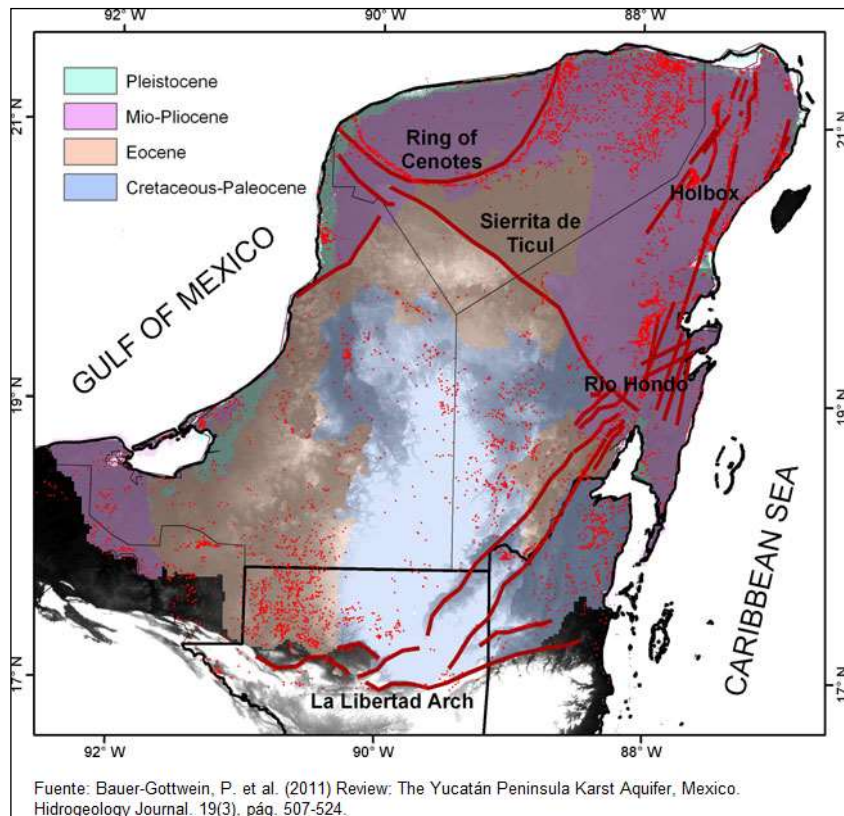 92° W
90° W
88° W
Pleistocene
Mio-Pliocene
Eocene
Cretaceous-Paleocene
21° N
21° N
Ring of
Cenotes
Holbox
Sierrita de
Ticul
GULF OF MEXICO
19° N
19° N
Rio Hondo
CARIBBEAN SEA
17° N
17° N
La Libertad Arch
92° W
90° W
88° W
Fuente: Bauer-Gottwein, P. et al. (2011) Review: The Yucatán Peninsula Karst Aquifer, Mexico.
Hidrogeology Journal. 19(3), pág. 507-524.